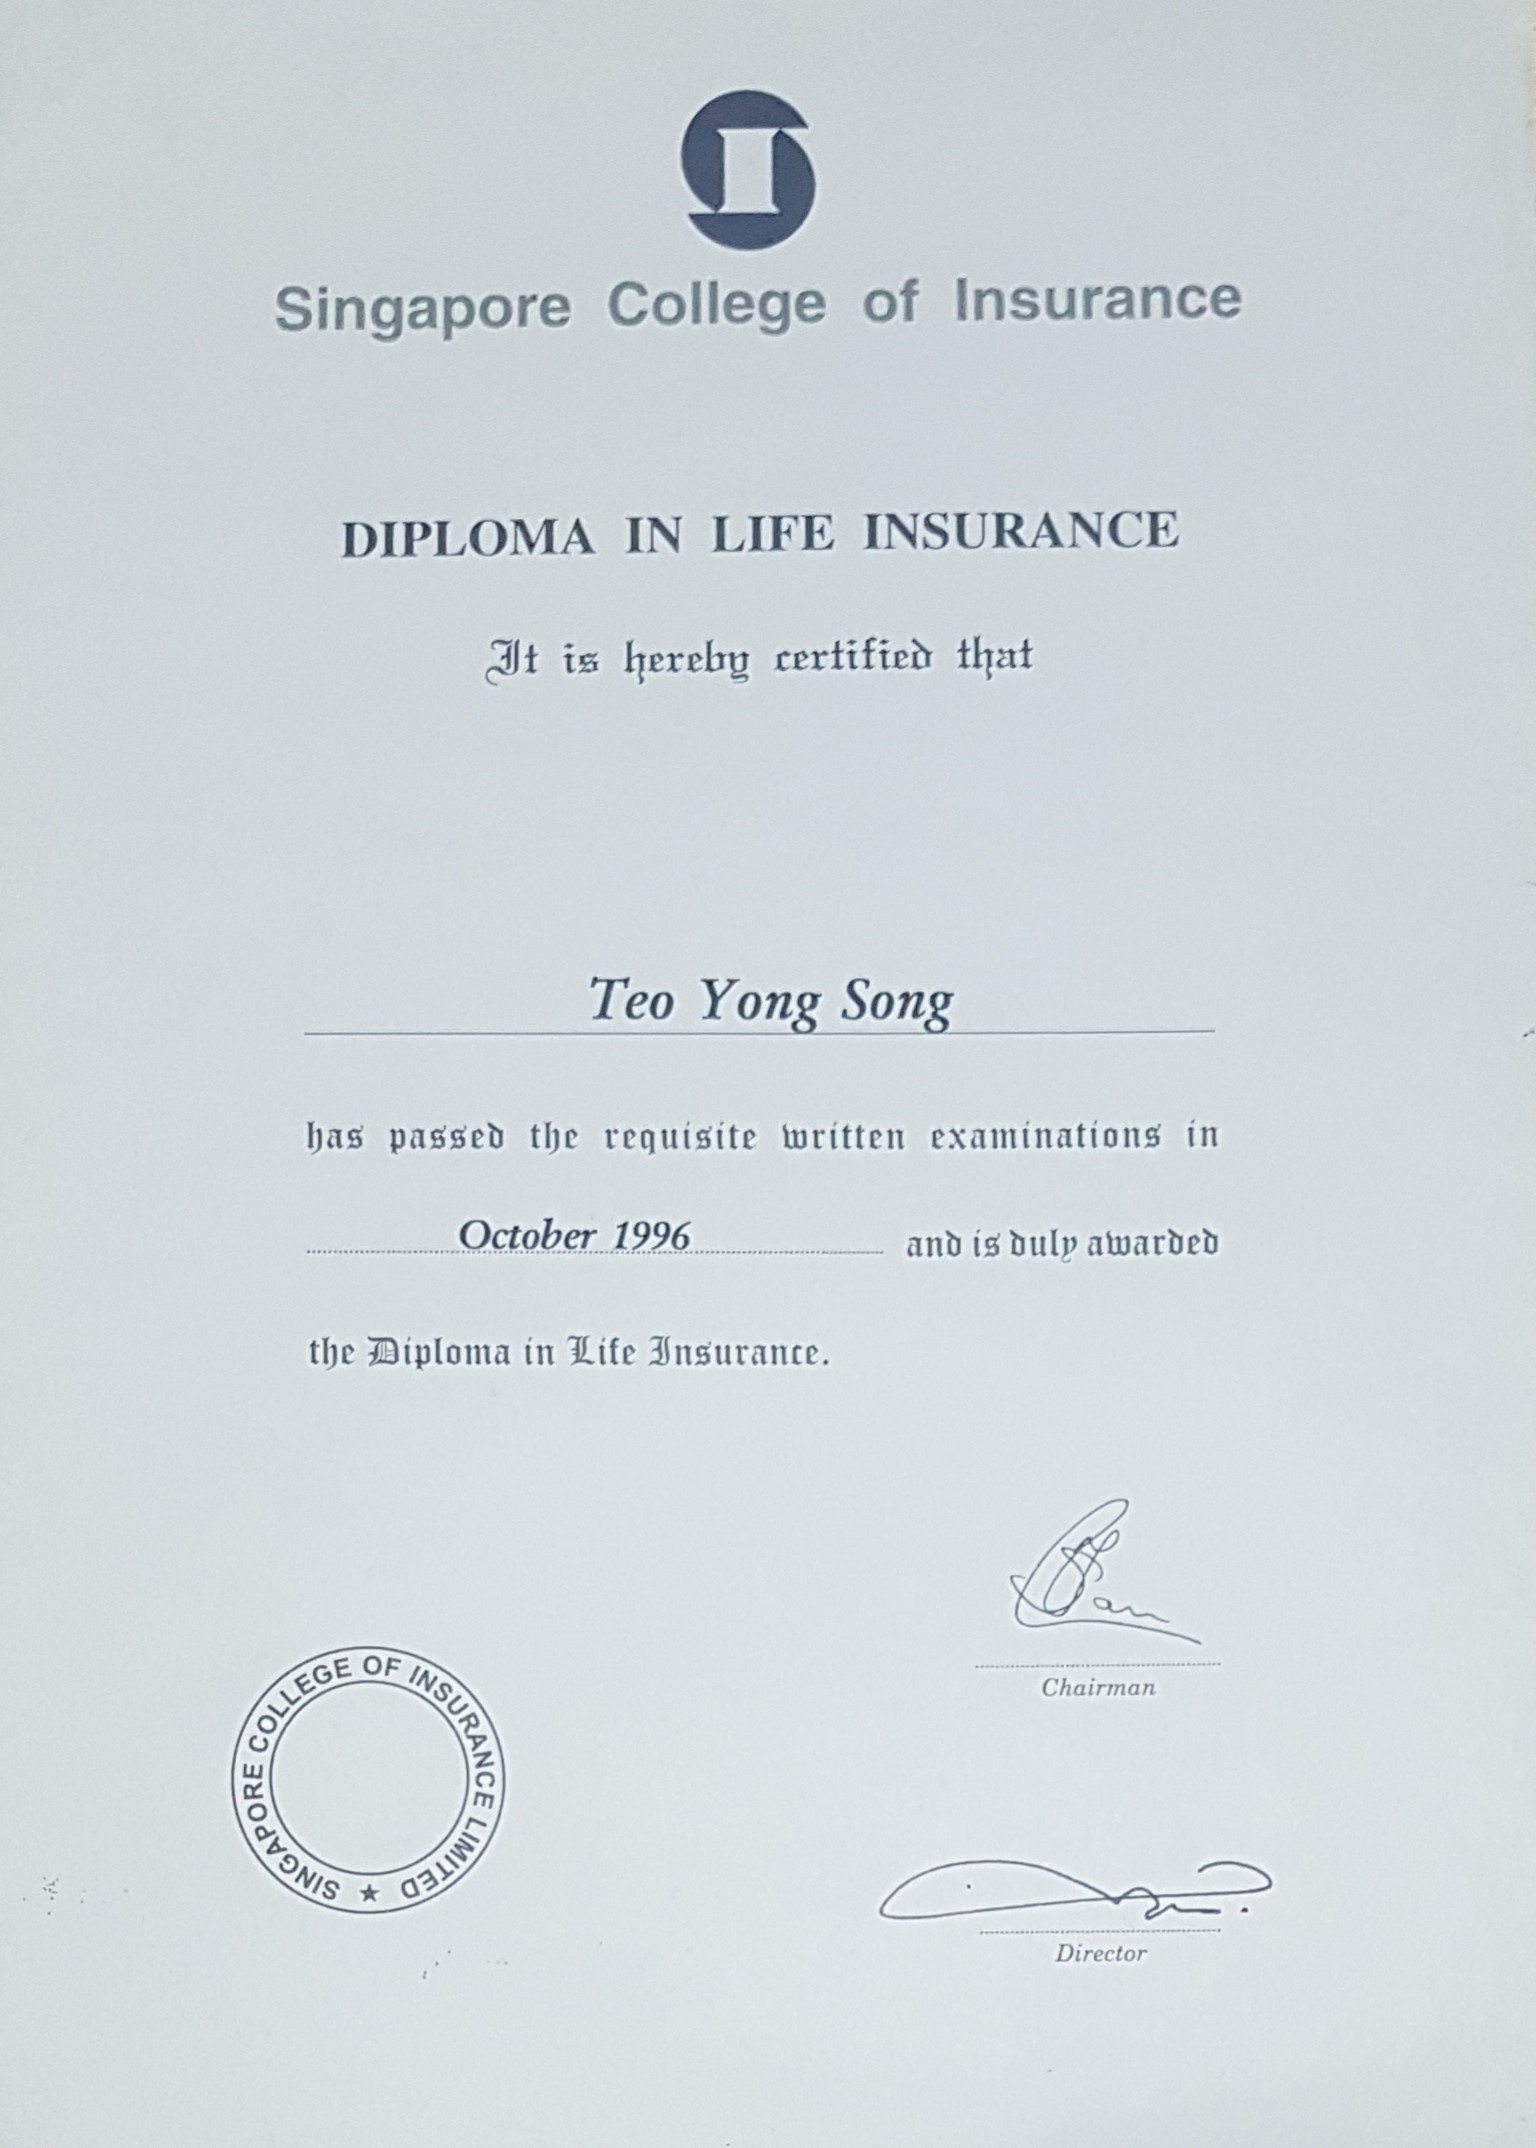 Singapore College of Insurance
DIPLOMA IN LIFE INSURANCE
It is hereby certified that
Teo Yong Song
has passed the requisite written examinations in
October 1996 and is duly awarded
the Diploma in Life Insurance.
Chairman
SINGAPORE COLLEGE OF INSURANCE LIMITED ★
Director